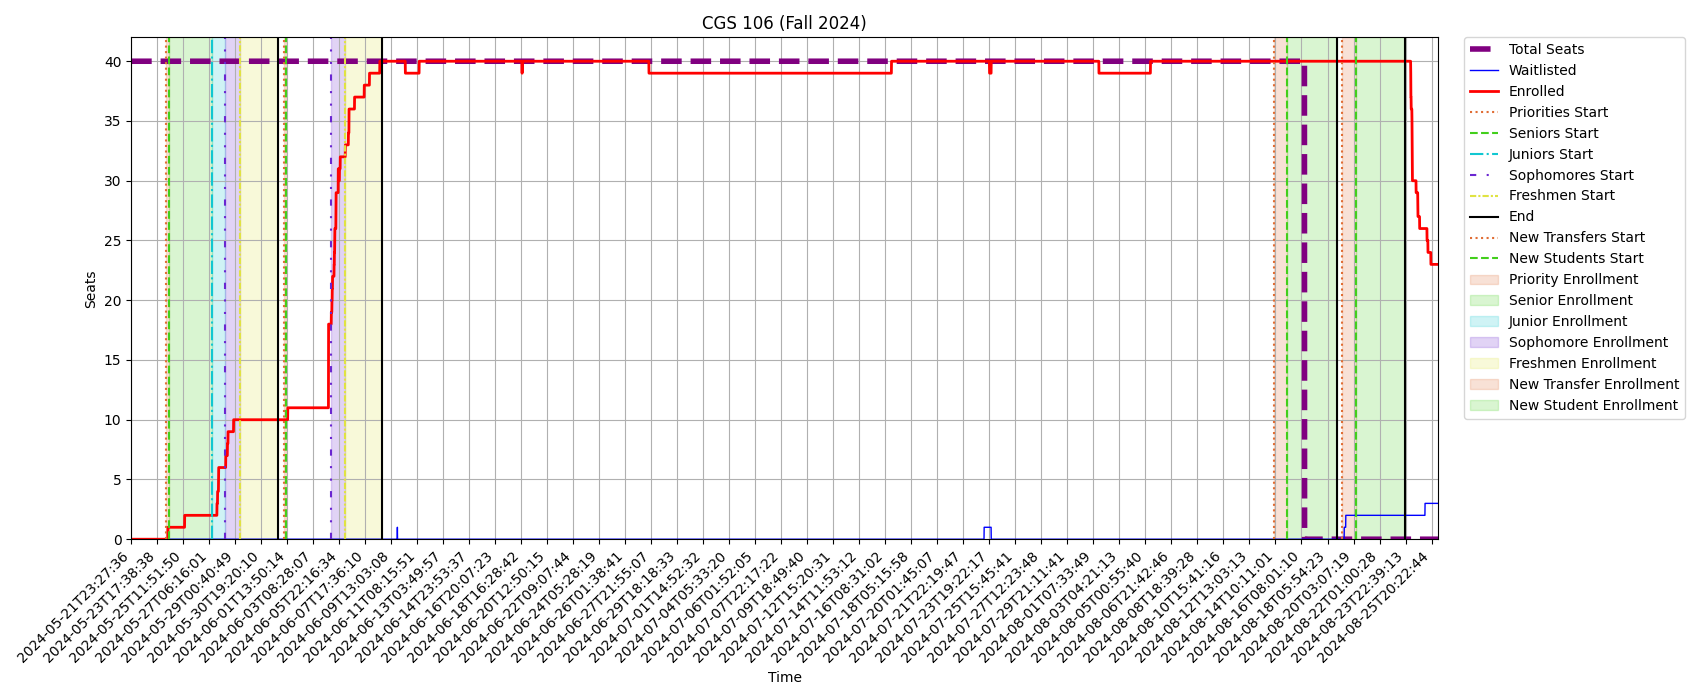 CGS 106 (Fall 2024)
Seats
40
35
30
25
20
15
10
5
0
2024-05-21T23:27:36
2024-05-23T17:38:38
2024-05-25T11:51:50
2024-05-27T06:16:01
2024-05-29T00:40:49
2024-05-30T19:20:10
2024-06-01T13:50:14
2024-06-03T08:28:07
2024-06-05T22:16:34
2024-06-07T17:36:10
2024-06-09T13:03:08
2024-06-11T08:15:51
2024-06-13T03:49:57
2024-06-14T23:53:37
2024-06-16T20:07:23
2024-06-18T16:28:42
2024-06-20T12:50:15
2024-06-22T09:07:44
2024-06-24T05:28:19
2024-06-26T01:38:41
2024-06-27T21:55:07
2024-06-29T18:18:33
2024-07-01T14:52:32
2024-07-04T05:33:20
2024-07-06T01:52:05
2024-07-07T22:17:22
2024-07-09T18:49:40
2024-07-12T15:20:31
2024-07-14T11:53:12
2024-07-16T08:31:02
2024-07-18T05:15:58
2024-07-20T01:45:07
2024-07-21T22:19:47
2024-07-23T19:22:17
2024-07-25T15:45:41
2024-07-27T12:23:48
2024-07-29T21:11:41
2024-08-01T07:33:49
2024-08-03T04:21:13
2024-08-05T00:55:40
2024-08-06T21:42:46
2024-08-08T18:39:28
2024-08-10T15:41:16
2024-08-12T13:03:13
2024-08-14T10:11:01
2024-08-16T08:01:10
2024-08-18T05:54:23
2024-08-20T03:07:19
2024-08-22T01:00:28
2024-08-23T22:39:13
2024-08-25T20:22:44
Time
Total Seats
Waitlisted
Enrolled
Priorities Start
Seniors Start
Juniors Start
Sophomores Start
Freshmen Start
End
New Transfers Start
New Students Start
Priority Enrollment
Senior Enrollment
Junior Enrollment
Sophomore Enrollment
Freshmen Enrollment
New Transfer Enrollment
New Student Enrollment